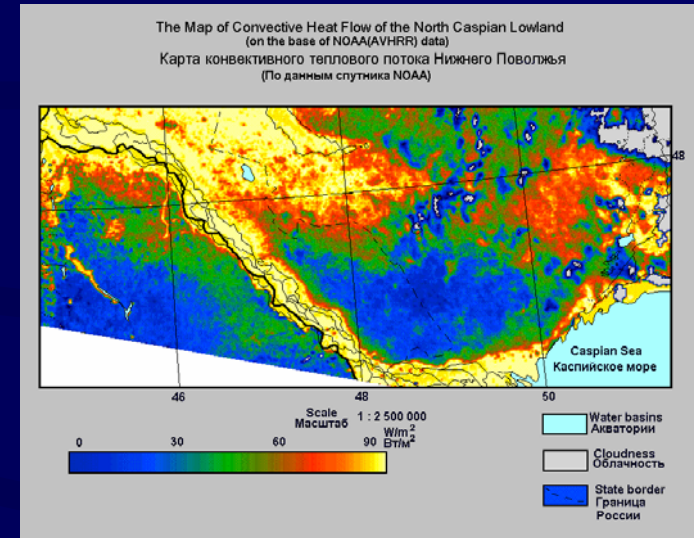 The Map of Convective Heat Flow of the North Caspian Lowland
(on the base of NOAA(AVHRR) data)
Карта конвективного теплового потока Нижнего Поволжья
(По данным спутника NOAA)
48
Caspian Sea
Каспийское море
46
48
50
Scale
Масштаб
1 : 2 500 000
W/m²
Вт/м²
0
30
60
90
Water basins
Акватории
Cloudness
Облачность
State border
Граница
России